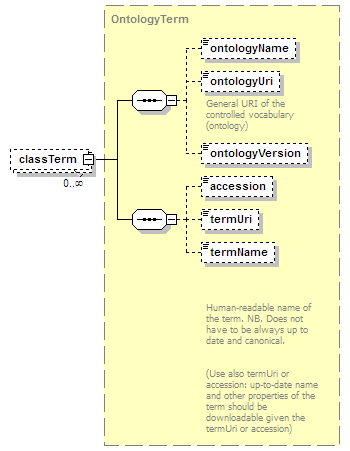 OntologyTerm
ontologyName
ontologyUri
General URI of the
controlled vocabulary
(ontology)
ontologyVersion
classTerm
0..∞
accession
termUri
termName
Human-readable name of
the term. NB. Does not
have to be always up to
date and canonical.
(Use also termUri or
accession: up-to-date name
and other properties of the
term should be
downloadable given the
termUri or accession)